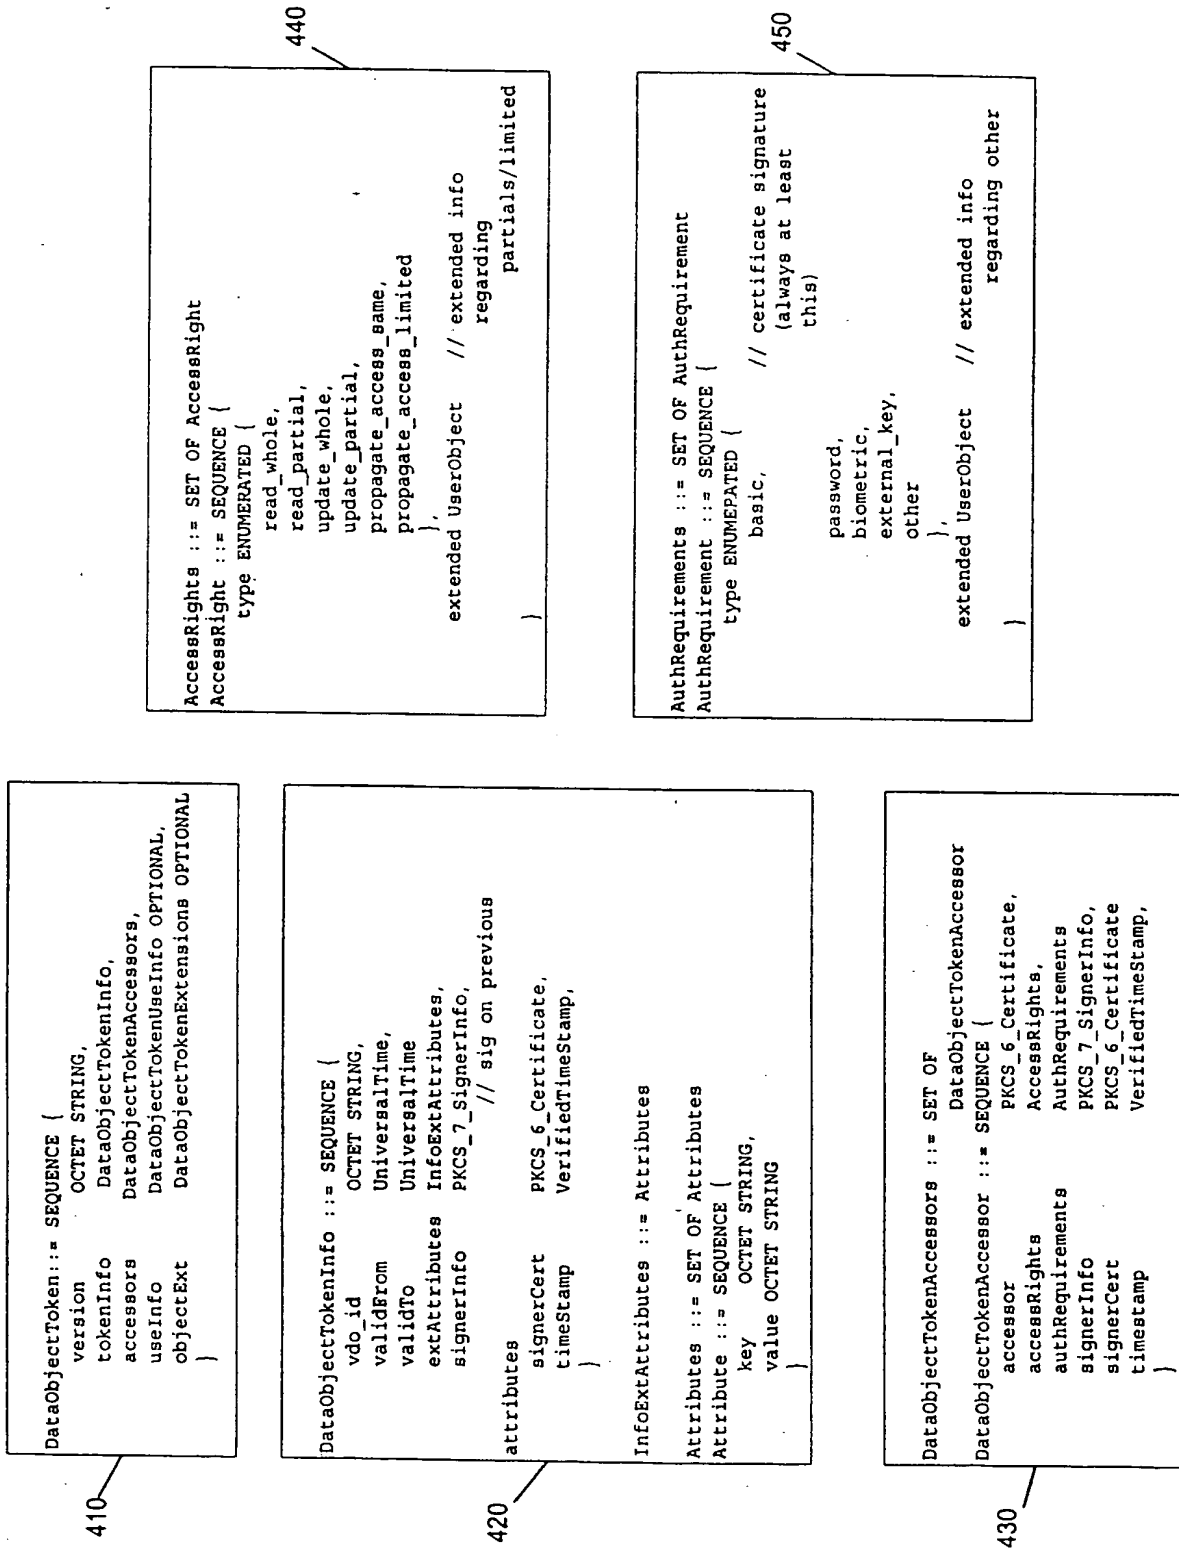 410
DataObjectToken::= SEQUENCE {
version OCTET STRING,
tokenInfo DataObjectTokenInfo,
accessors DataObjectTokenAccessors,
useInfo DataObjectTokenUseInfo OPTIONAL,
objectExt DataObjectTokenExtensions OPTIONAL
}
420
DataObjectTokenInfo ::= SEQUENCE {
vdo_id OCTET STRING,
validFrom UniversalTime,
validTo UniversalTime
extAttributes InfoExtAttributes,
signerInfo PKCS_7_SignerInfo,
// sig on previous
attributes
signerCert PKCS_6_Certificate,
timeStamp VerifiedTimeStamp,
}
InfoExtAttributes ::= Attributes
Attributes ::= SET OF Attributes
Attribute ::= SEQUENCE {
key OCTET STRING,
value OCTET STRING
}
430
DataObjectTokenAccessors ::= SET OF
DataObjectTokenAccessor
DataObjectTokenAccessor ::= SEQUENCE {
accessor PKCS_6_Certificate,
accessRights AccessRights,
authRequirements AuthRequirements
signerInfo PKCS_7_SignerInfo,
signerCert PKCS_6_Certificate
timestamp VerifiedTimeStamp,
}
440
AccessRights ::= SET OF AccessRight
AccessRight ::= SEQUENCE {
type ENUMERATED {
read_whole,
read_partial,
update_whole,
update_partial,
propagate_access_same,
propagate_access_limited
},
extended UserObject // extended info
regarding
partials/limited
}
450
AuthRequirements ::= SET OF AuthRequirement
AuthRequirement ::= SEQUENCE {
type ENUMEPATED {
basic, // certificate signature
(always at least
this)
password,
biometric,
external_key,
other
},
extended UserObject // extended info
regarding other
}